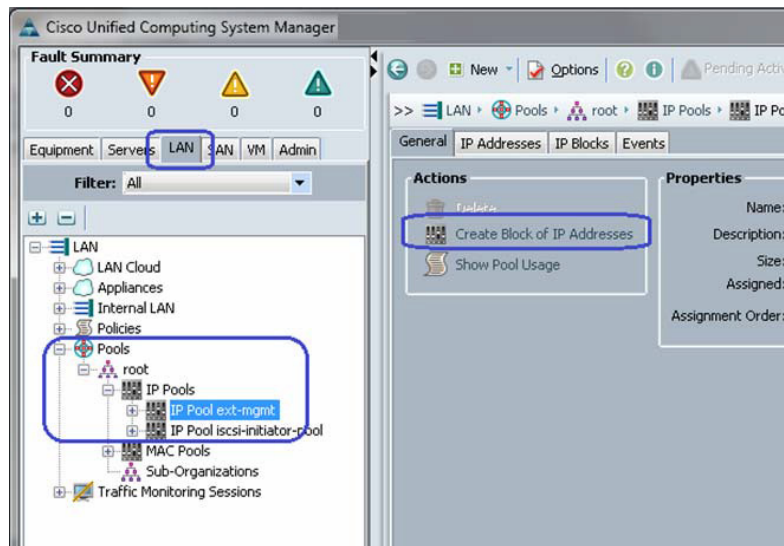 Cisco Unified Computing System Manager
Fault Summary
0 0 0 0
Equipment Servers LAN SAN VM Admin
Filter: All
LAN
LAN Cloud
Appliances
Internal LAN
Policies
Pools
root
IP Pools
IP Pool ext-mgmt
IP Pool iscsi-initiator-pool
MAC Pools
Sub-Organizations
Traffic Monitoring Sessions
New Options Pending Activ
>> LAN Pools root IP Pools IP Po
General IP Addresses IP Blocks Events
Actions
Delete
Create Block of IP Addresses
Show Pool Usage
Properties
Name:
Description:
Size:
Assigned:
Assignment Order: